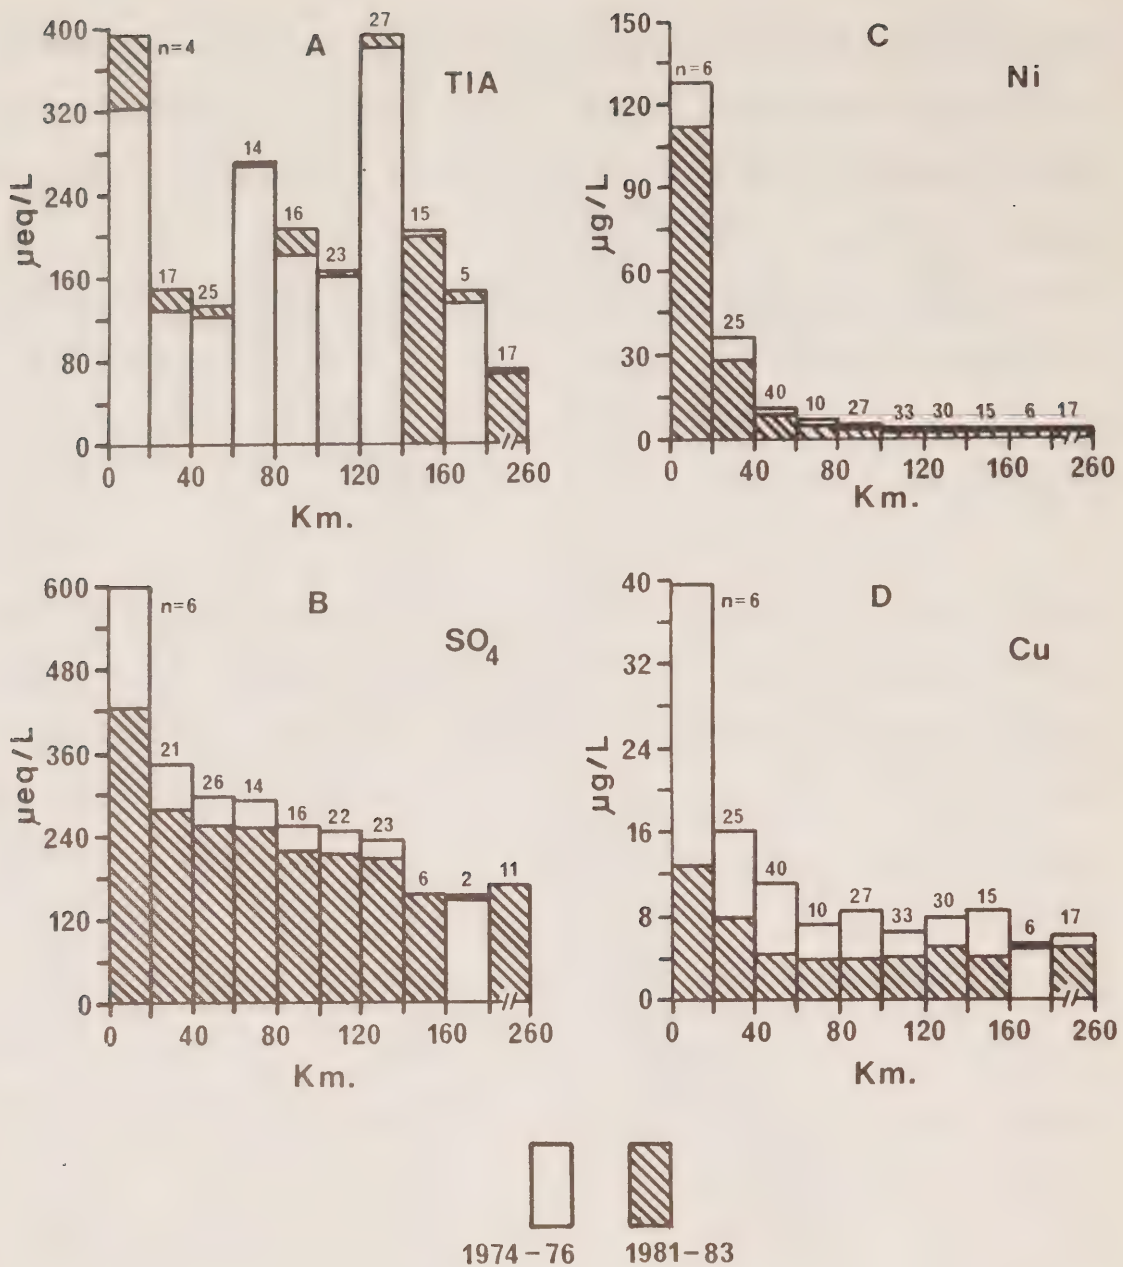 A
TIA
n=4
17
25
14
16
23
27
15
5
17
400
320
240
160
80
0
µeq/L
0 40 80 120 160 260
Km.
C
Ni
n=6
25
40
10
27
33
30
15
6
17
150
120
90
60
30
0
µg/L
0 40 80 120 160 260
Km.
B
SO4
n=6
21
26
14
16
22
23
6
2
11
600
480
360
240
120
0
µeq/L
0 40 80 120 160 260
Km.
D
Cu
n=6
25
40
10
27
33
30
15
6
17
40
32
24
16
8
0
µg/L
0 40 80 120 160 260
Km.
1974-76 1981-83